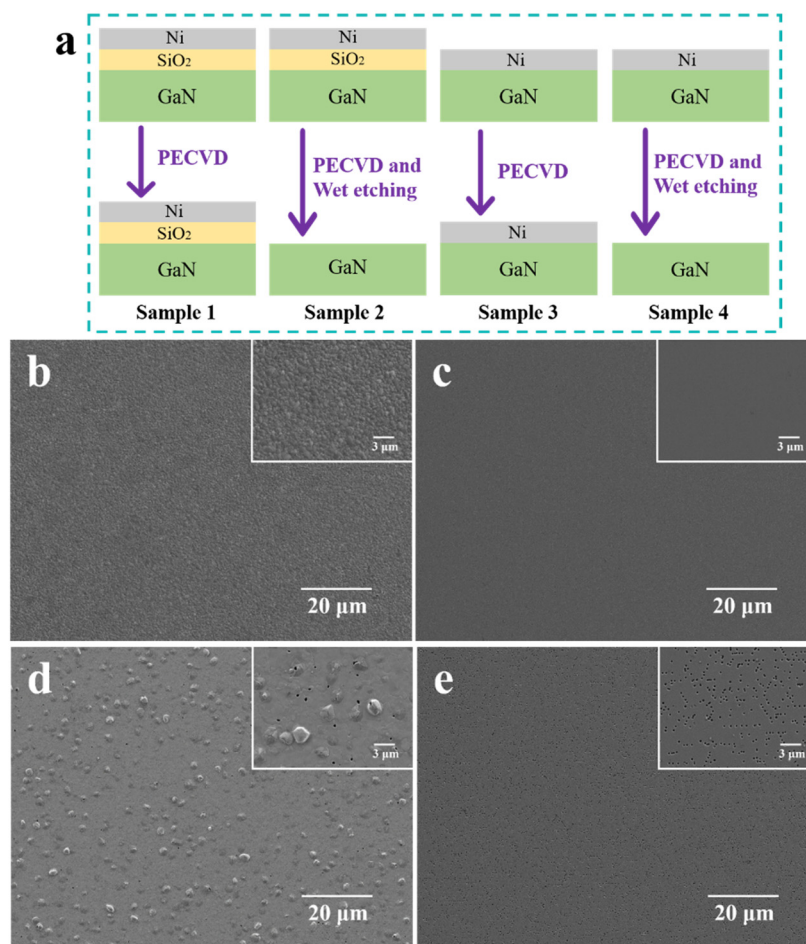 a
Ni Ni
SiO₂ SiO₂ Ni Ni
GaN GaN GaN GaN
PECVD PECVD and Wet etching PECVD PECVD and Wet etching
Ni
SiO₂ Ni
GaN GaN GaN GaN
Sample 1 Sample 2 Sample 3 Sample 4
b
3 μm
20 μm
c
3 μm
20 μm
d
3 μm
20 μm
e
3 μm
20 μm